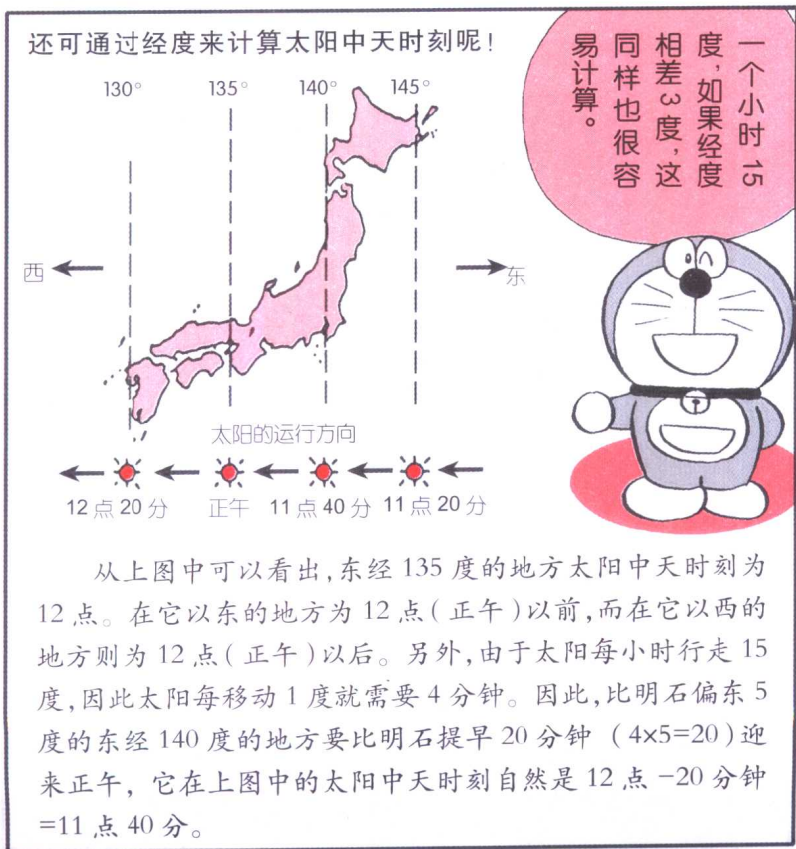 还可通过经度来计算太阳中天时刻呢！
130° 135° 140° 145°
一个小时15
度，如果经度
相差3度，这
同样也很容
易计算。
西
东
太阳的运行方向
12点20分 正午 11点40分 11点20分
从上图中可以看出，东经135度的地方太阳中天时刻为
12点。在它以东的地方为12点（正午）以前，而在它以西的
地方则为12点（正午）以后。另外，由于太阳每小时行走15
度，因此太阳每移动1度就需要4分钟。因此，比明石偏东5
度的东经140度的地方要比明石提早20分钟（4×5=20）迎
来正午，它在上图中的太阳中天时刻自然是12点-20分钟
=11点40分。